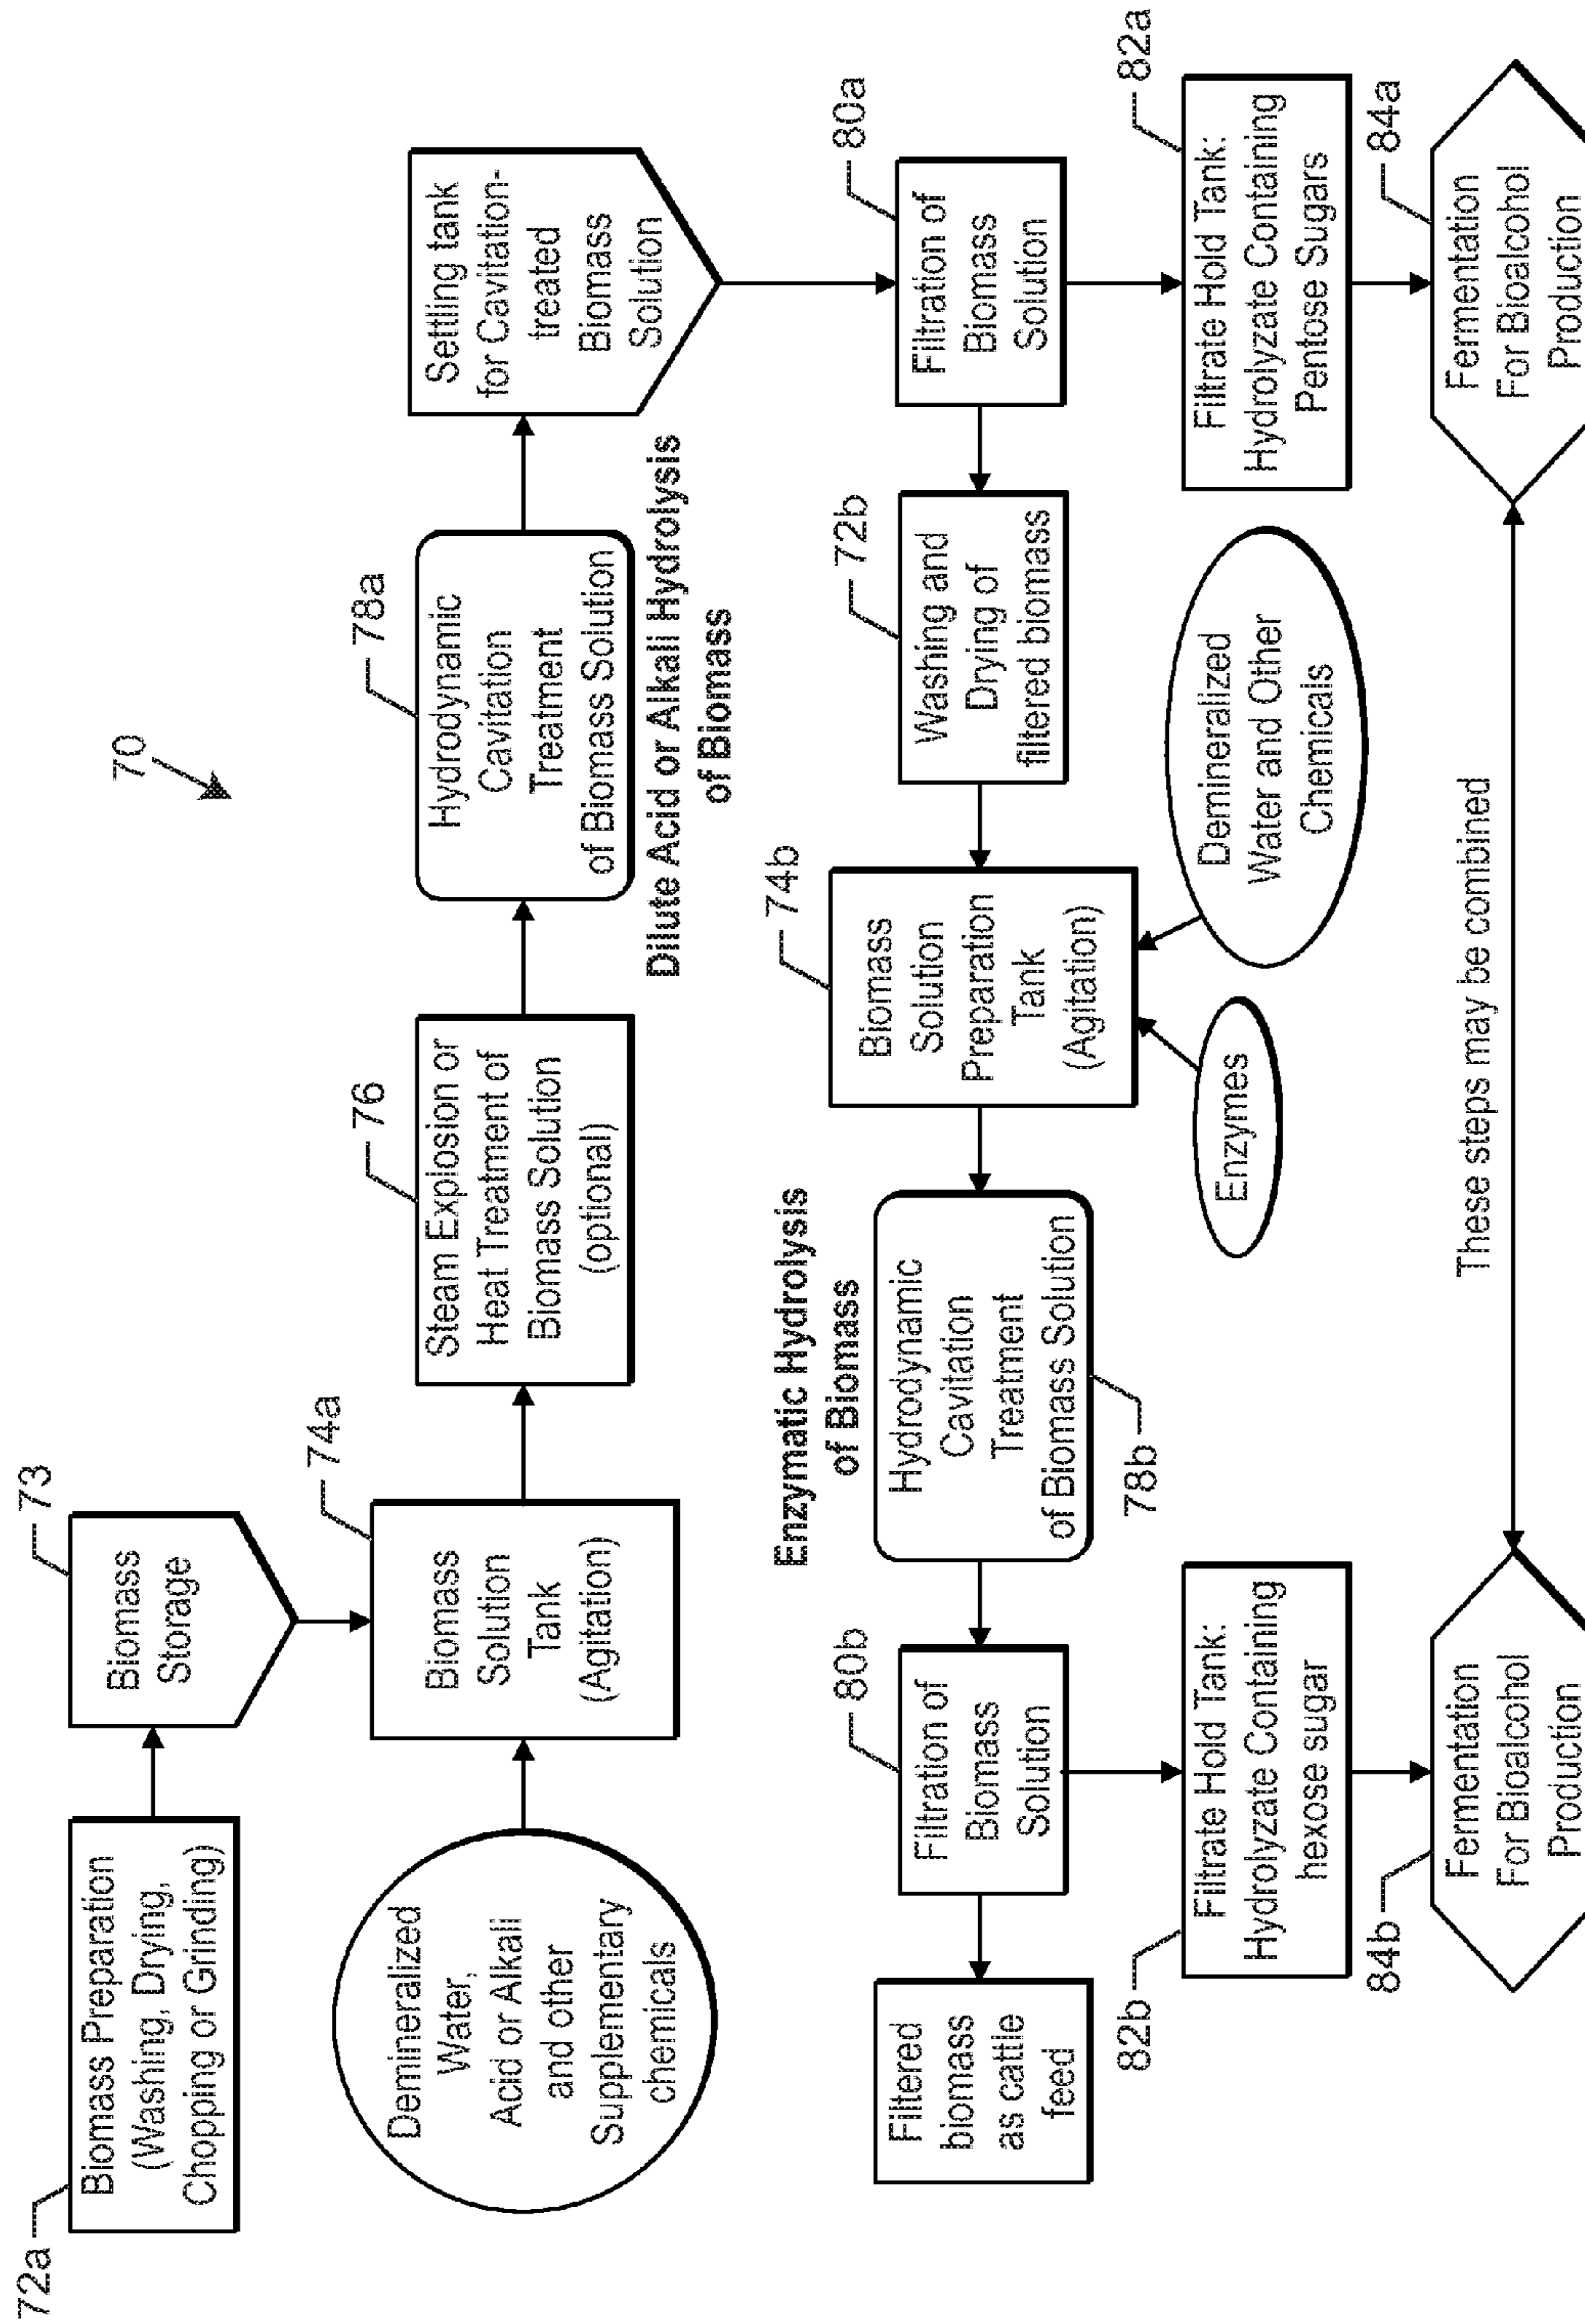 70
72a
Biomass Preparation
(Washing, Drying,
Chopping or Grinding)
73
Biomass
Storage
Demineralized
Water,
Acid or Alkali
and other
Supplementary
chemicals
74a
Biomass
Solution
Tank
(Agitation)
76
Steam Explosion or
Heat Treatment of
Biomass Solution
(optional)
78a
Hydrodynamic
Cavitation
Treatment
of Biomass Solution
Dilute Acid or Alkali Hydrolysis
of Biomass
Settling tank
for Cavitation-
treated
Biomass
Solution
80a
Filtration of
Biomass
Solution
72b
Washing and
Drying of
filtered biomass
74b
Biomass
Solution
Preparation
Tank
(Agitation)
Demineralized
Water and Other
Chemicals
Enzymes
Enzymatic Hydrolysis
of Biomass
Hydrodynamic
Cavitation
Treatment
of Biomass Solution
78b
80b
Filtration of
Biomass
Solution
Filtered
biomass
as cattle
feed
82b
Filtrate Hold Tank:
Hydrolyzate Containing
hexose sugar
82a
Filtrate Hold Tank:
Hydrolyzate Containing
Pentose Sugars
84b
Fermentation
For Bioalcohol
Production
These steps may be combined
84a
Fermentation
For Bioalcohol
Production